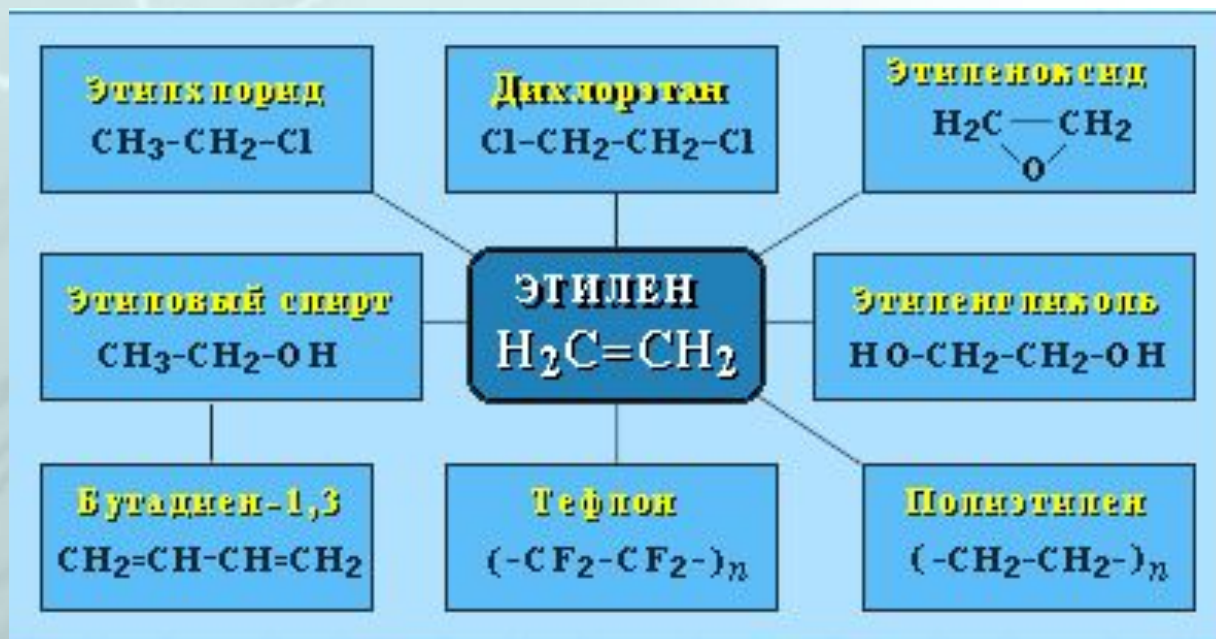 Этилхлорид
CH₃-CH₂-Cl
Дихлорэтан
Cl-CH₂-CH₂-Cl
Этиленоксид
H₂C — CH₂
O
Этиловый спирт
CH₃-CH₂-OH
ЭТИЛЕН
H₂C=CH₂
Этиленгликоль
HO-CH₂-CH₂-OH
Бутадиен-1,3
CH₂=CH-CH=CH₂
Тефлон
(-CF₂-CF₂-)ₙ
Полиэтилен
(-CH₂-CH₂-)ₙ